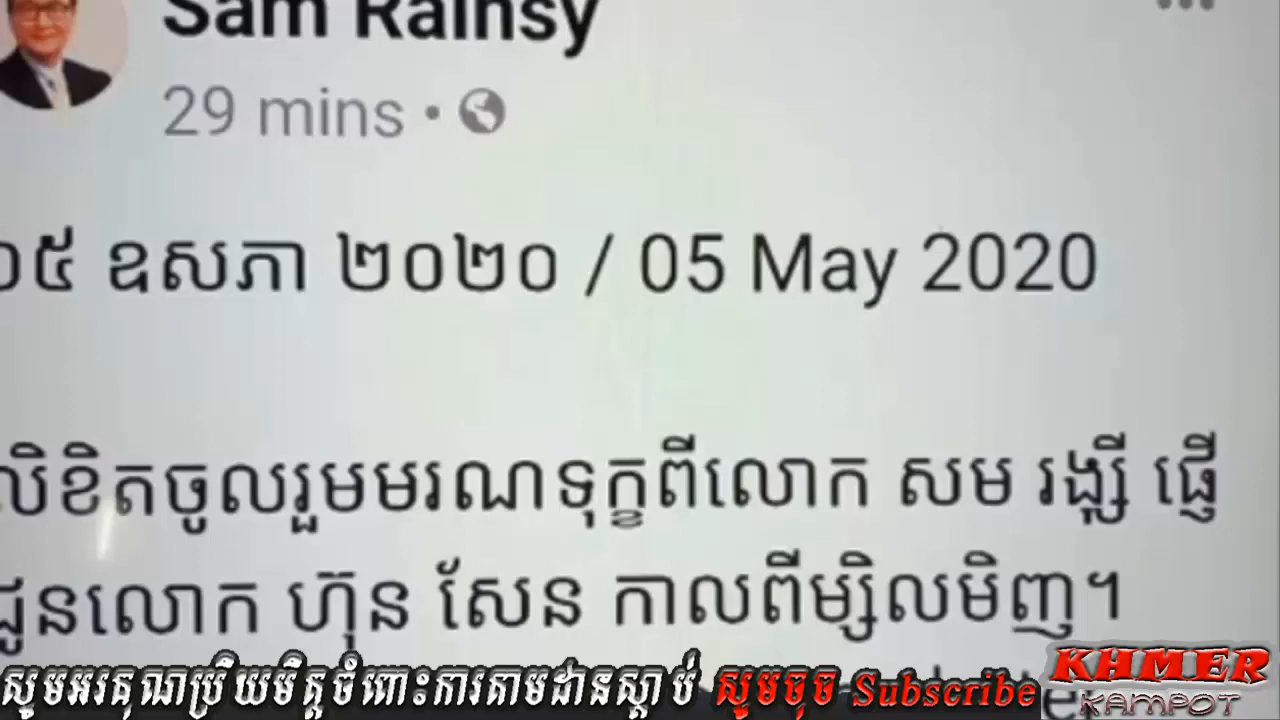 Sam Rainsy
29 mins
០៥ ឧសភា ២០២០ / 05 May 2020
លិខិតចូលរួមមរណទុក្ខពីលោក សម រង្ស៊ី ផ្ញើ
ជូនលោក ហ៊ុន សែន កាលពីម្សិលមិញ។
សូមអរគុណប្រិយមិត្តចំពោះការតាមដានស្តាប់ សូមចុច Subscribe
KHMER
KAMPOT